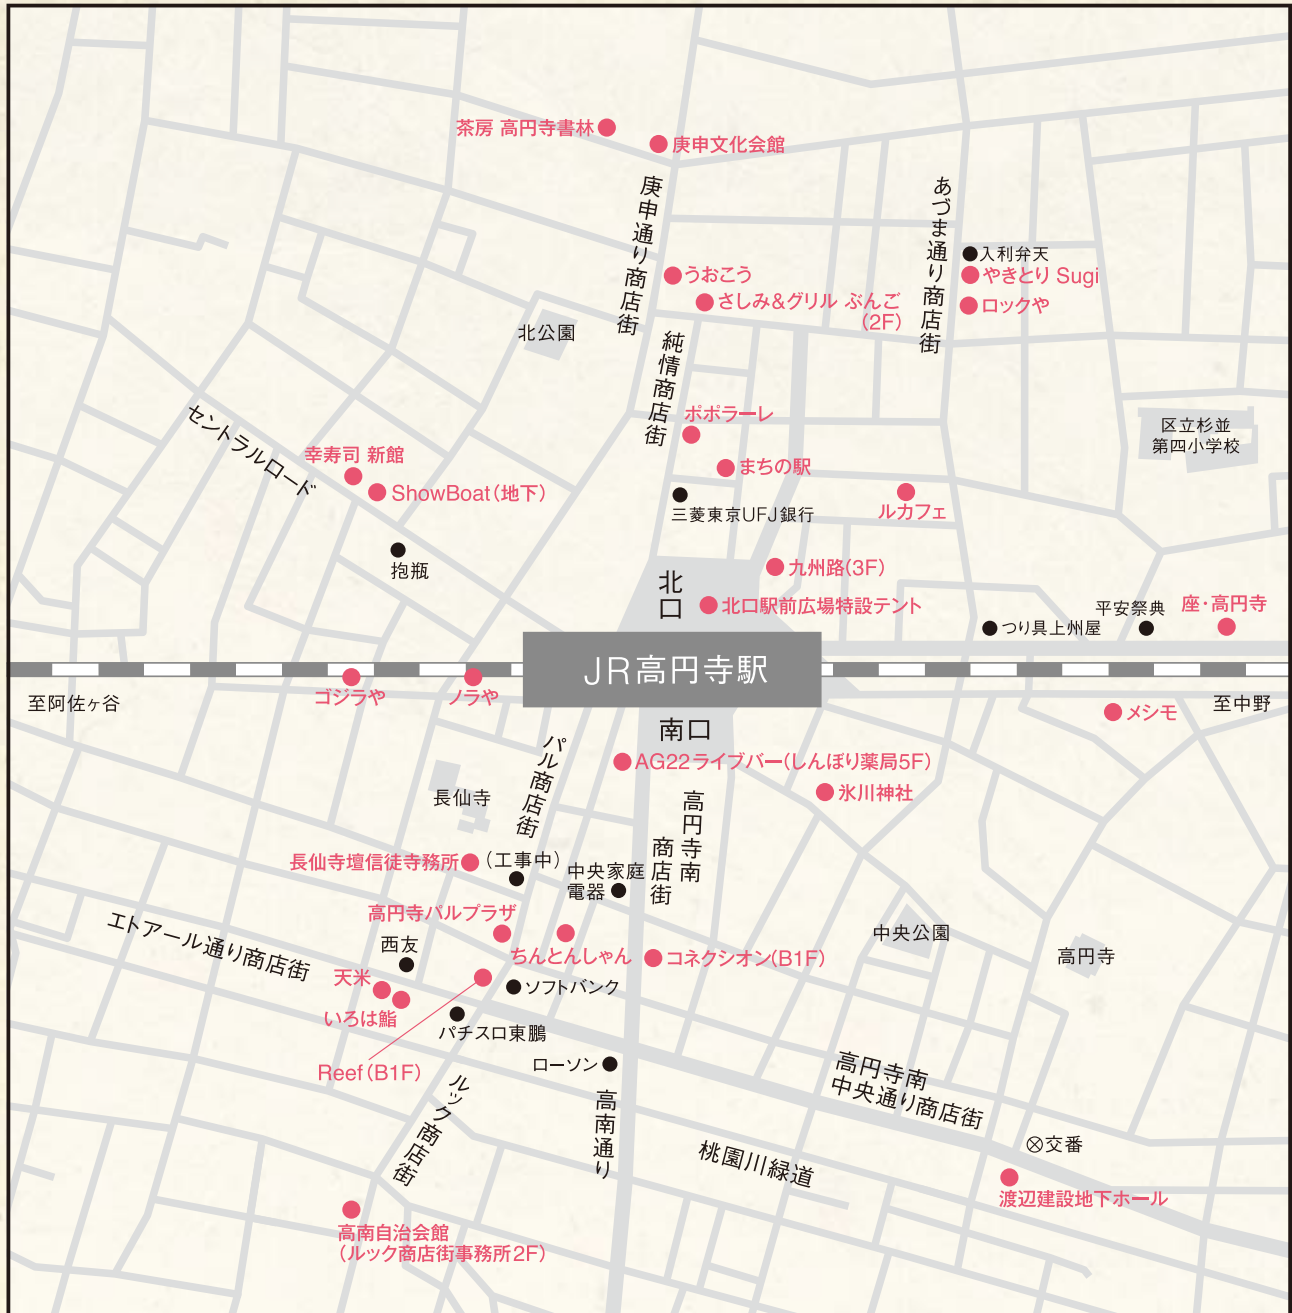 茶房 高円寺書林
庚申文化会館
庚申通り商店街
あづま通り商店街
入利弁天
やきとり Sugi
うおこう
さしみ&グリル ぶんご
(2F)
ロックや
北公園
純情商店街
ポポラーレ
区立杉並
第四小学校
セントラルロード
幸寿司 新館
ShowBoat(地下)
まちの駅
三菱東京UFJ銀行
ルカフェ
抱瓶
九州路(3F)
北口
北口駅前広場特設テント
つり具上州屋
平安祭典
座・高円寺
JR高円寺駅
至阿佐ヶ谷
ゴジラや
ノラや
至中野
メシモ
南口
パル商店街
AG22ライブバー(しんぼり薬局5F)
氷川神社
長仙寺
高円寺南
商店街
長仙寺壇信徒寺務所
(工事中)
中央家庭
電器
高円寺パルプラザ
ちんとんしゃん
コネクシオン(B1F)
中央公園
高円寺
エトアール通り商店街
西友
天米
いろは鮨
ソフトバンク
パチスロ東鵬
Reef(B1F)
ローソン
ルック商店街
高南通り
高円寺南
中央通り商店街
桃園川緑道
交番
渡辺建設地下ホール
高南自治会館
(ルック商店街事務所2F)